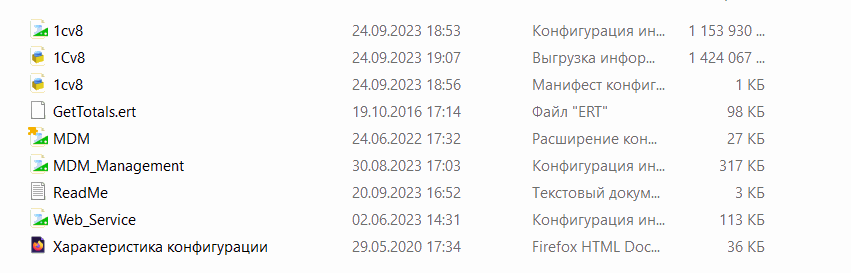 1cv8 24.09.2023 18:53 Конфигурация ин... 1 153 930 ...
1Cv8 24.09.2023 19:07 Выгрузка инфор... 1 424 067 ...
1cv8 24.09.2023 18:56 Манифест конфиг... 1 КБ
GetTotals.ert 19.10.2016 17:14 Файл "ERT" 98 КБ
MDM 24.06.2022 17:32 Расширение кон... 27 КБ
MDM_Management 30.08.2023 17:03 Конфигурация ин... 317 КБ
ReadMe 20.09.2023 16:52 Текстовый докум... 3 КБ
Web_Service 02.06.2023 14:31 Конфигурация ин... 113 КБ
Характеристика конфигурации 29.05.2020 17:34 Firefox HTML Doc... 36 КБ